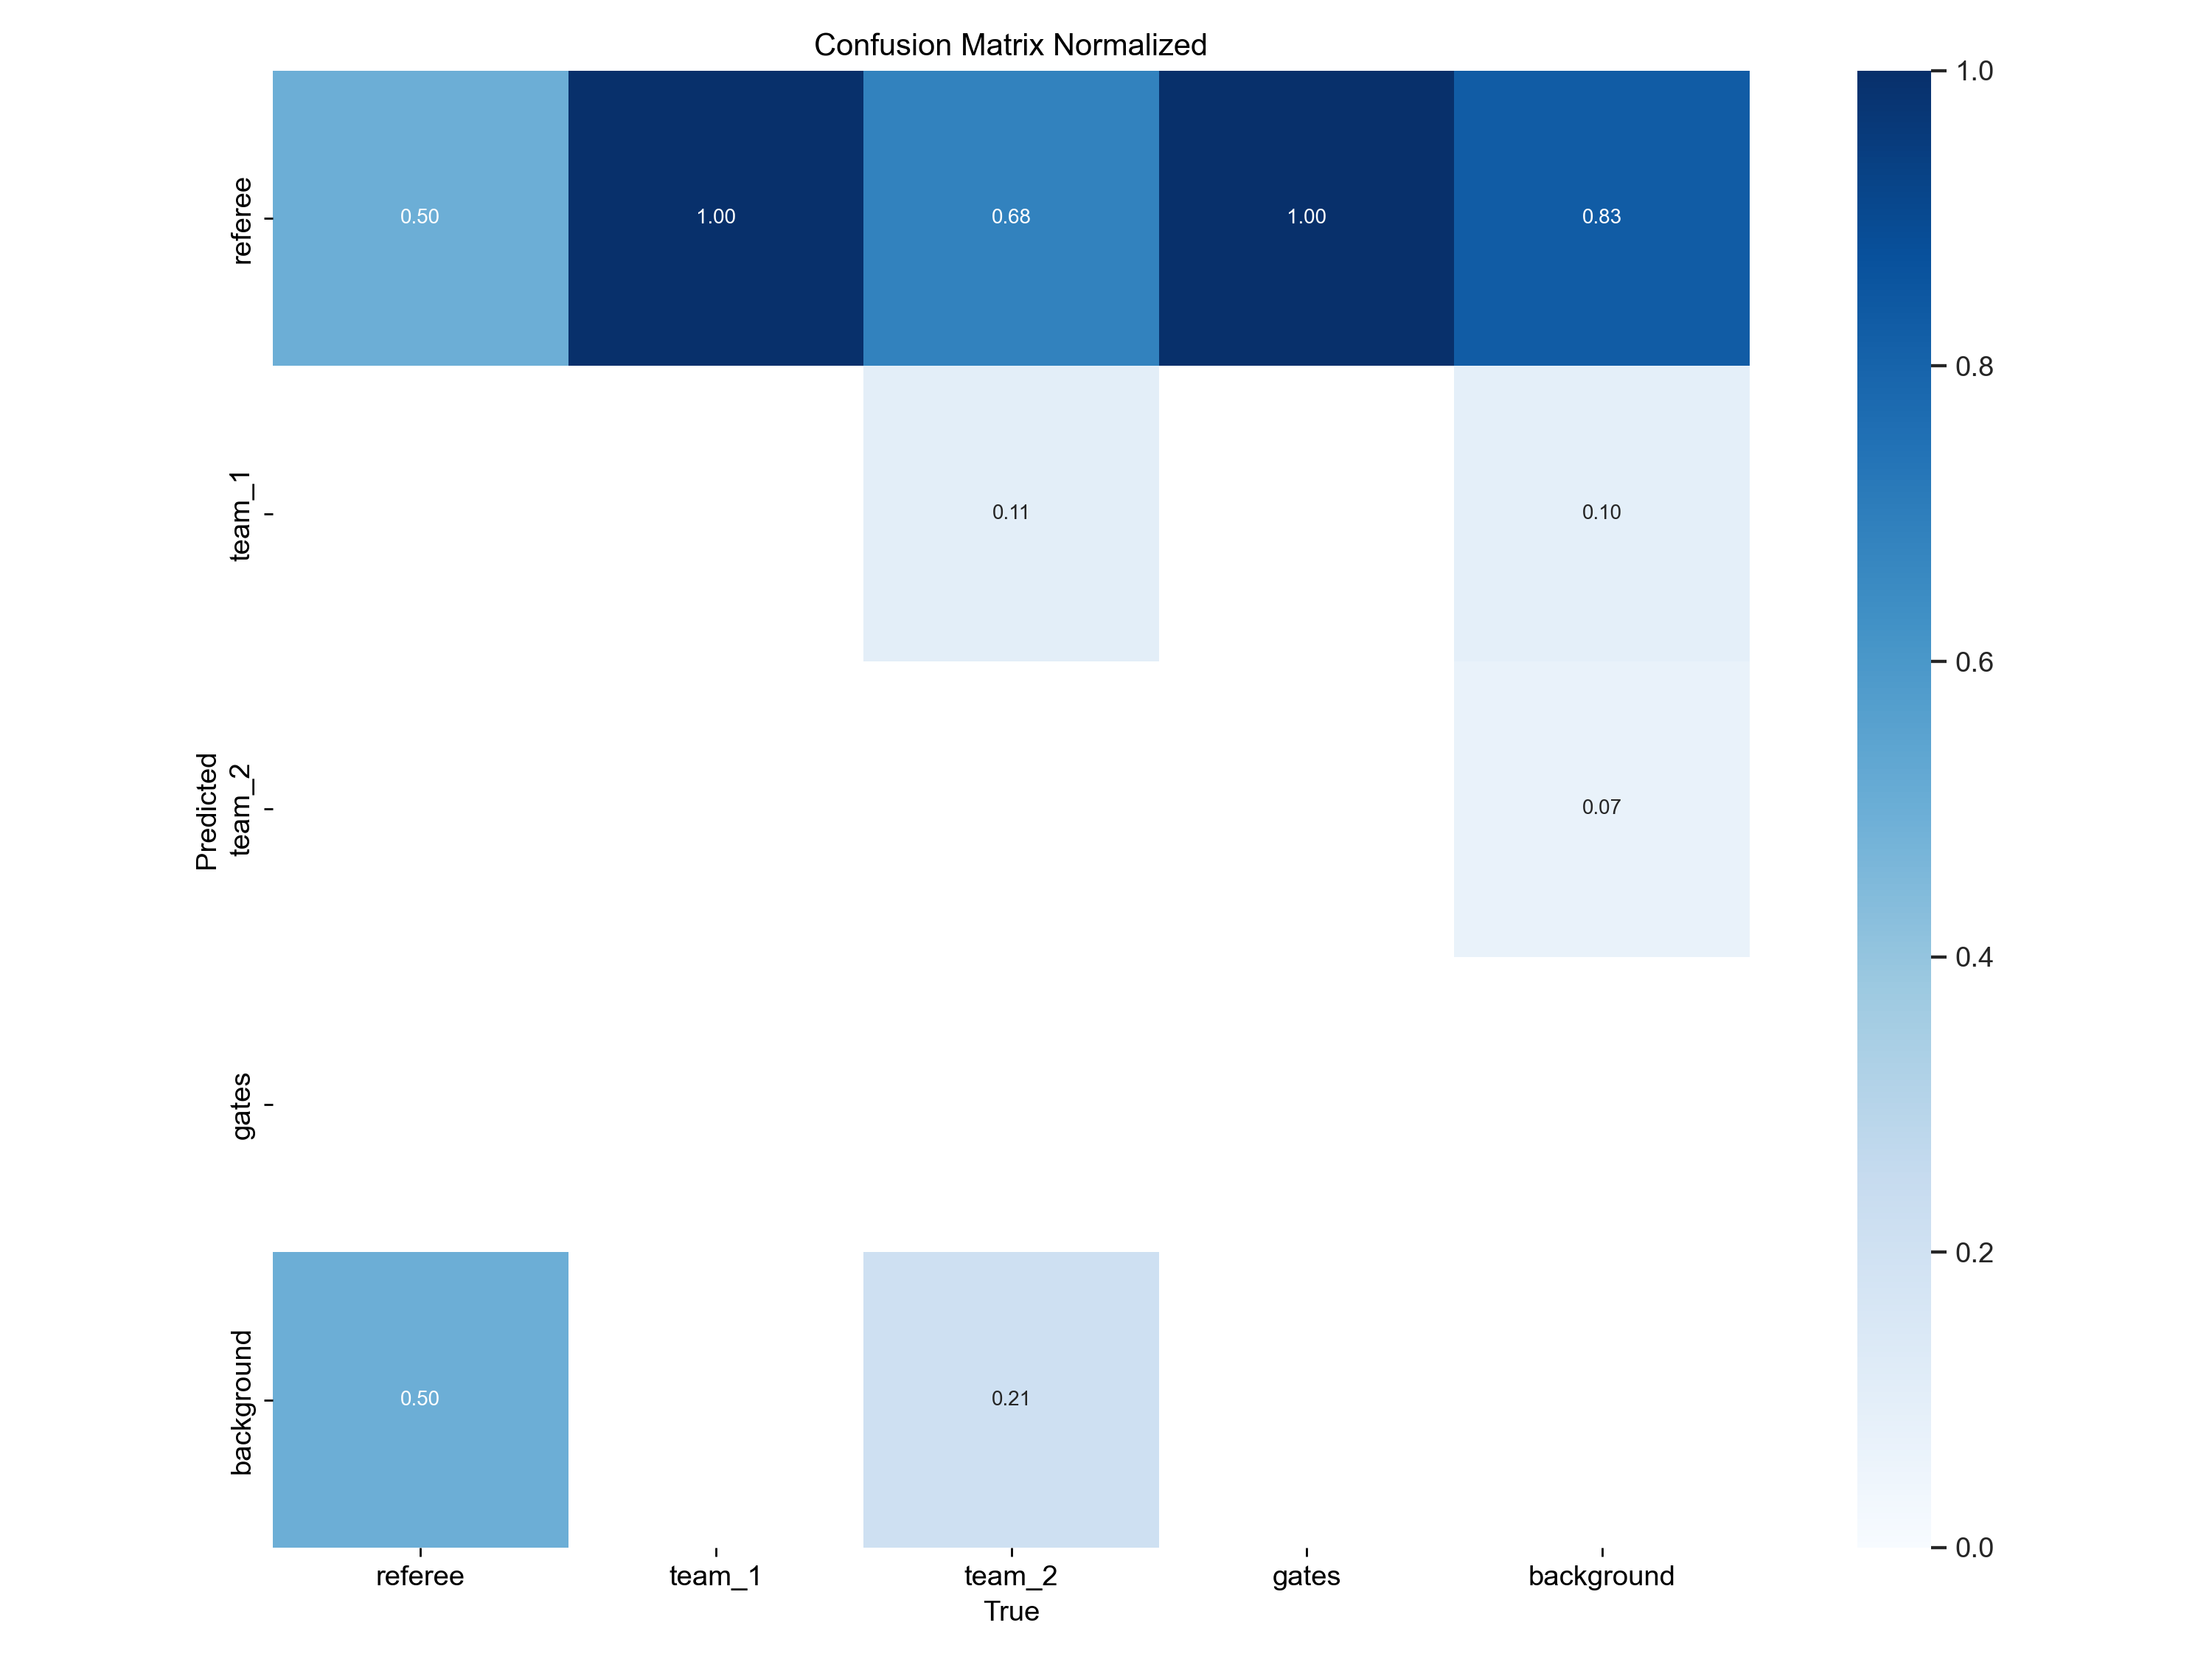 Confusion Matrix Normalized
1.0
referee
0.50 1.00 0.68 1.00 0.83
0.8
team_1
0.11 0.10
0.6
Predicted
team_2
0.07
0.4
gates
0.2
background
0.50 0.21
0.0
referee team_1 team_2 gates background
True